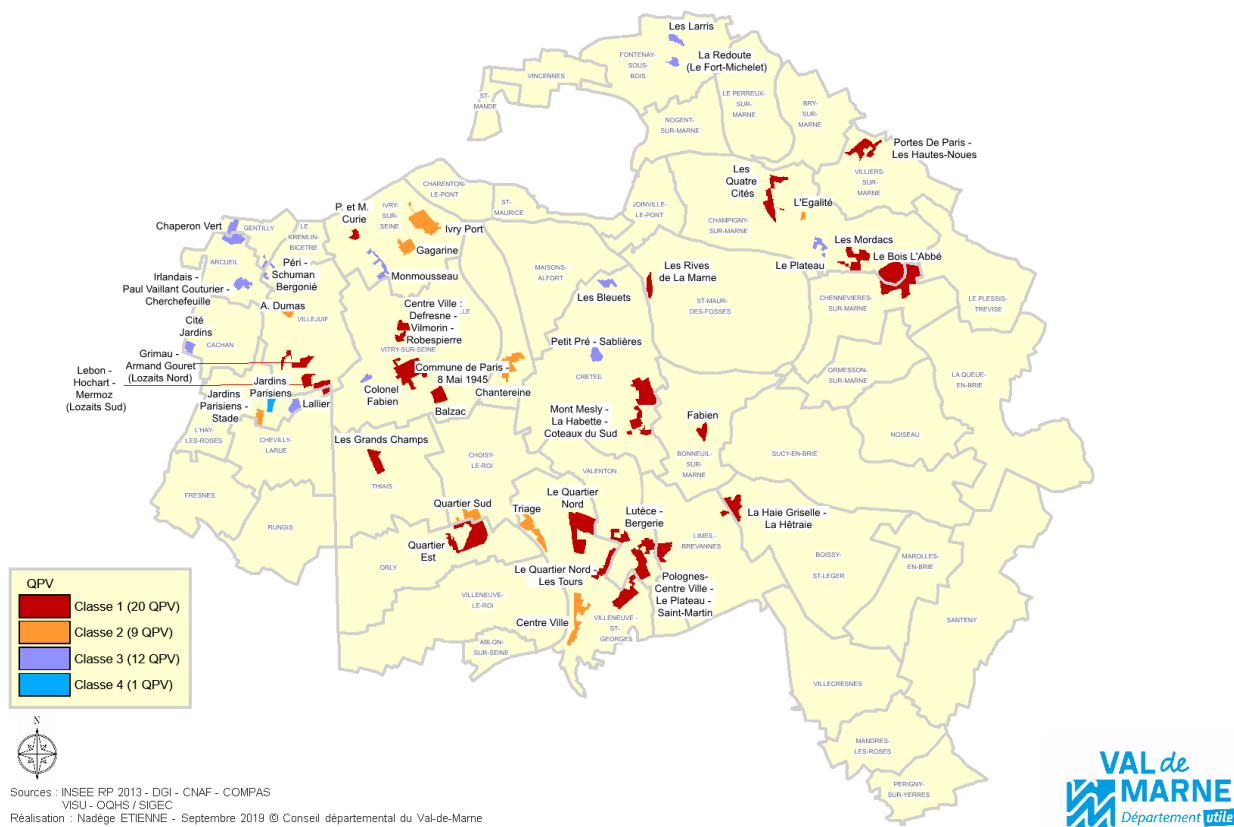 Les Larris
FONTENAY-
SOUS-
BOIS
La Redoute
(Le Fort-Michelet)
VINCENNES
ST-
MANDE
LE PERREUX-
SUR-
MARNE
BRY-
SUR-
MARNE
NOGENT-
SUR-MARNE
Portes De Paris -
Les Hautes-Noues
VILLIERS-
SUR-
MARNE
Les
Quatre
Cités
L'Egalité
CHARENTON-
LE-PONT
ST-
MAURICE
JOINVILLE-
LE-PONT
CHAMPIGNY-
SUR-MARNE
P. et M.
Curie
IVRY-
SUR-
SEINE
Ivry Port
Gagarine
Monmousseau
Chaperon Vert
GENTILLY
LE
KREMLIN-
BICETRE
ARCUEIL
Péri -
Schuman
Bergonié
Irlandais -
Paul Vaillant Couturier -
Cherchefeuille
A. Dumas
VILLEJUIF
Cité
Jardins
CACHAN
MAISONS-
ALFORT
Les Bleuets
Les Rives
de La Marne
ST-MAUR-
DES-FOSSES
Les Mordacs
Le Bois L'Abbé
Le Plateau
CHENNEVIERES-
SUR-MARNE
LE PLESSIS-
TREVISE
Centre Ville :
Defresne -
Vilmorin -
Robespierre
VITRY-SUR-SEINE
Grimau -
Armand Gouret
(Lozaits Nord)
Lebon -
Hochart -
Mermoz
(Lozaits Sud)
Jardins
Parisiens
Jardins
Parisiens -
Stade
Lallier
Colonel
Fabien
Commune de Paris -
8 Mai 1945
Chantereine
Balzac
Petit Pré - Sablières
CRETEIL
ORMESSON-
SUR-MARNE
LA QUEUE-
EN-BRIE
Mont Mesly -
La Habette -
Coteaux du Sud
Fabien
BONNEUIL-
SUR-
MARNE
NOISEAU
SUCY-EN-BRIE
L'HAY-
LES-ROSES
CHEVILLY-
LARUE
Les Grands Champs
THIAIS
CHOISY-
LE-ROI
VALENTON
FRESNES
RUNGIS
Quartier Sud
Triage
Le Quartier
Nord
Lutèce -
Bergerie
La Haie Griselle -
La Hêtraie
LIMEIL-
BREVANNES
BOISSY-
ST-LEGER
MAROLLES-
EN-BRIE
Quartier
Est
ORLY
Le Quartier Nord -
Les Tours
Polognes-
Centre Ville -
Le Plateau -
Saint-Martin
VILLENEUVE-
LE-ROI
Centre Ville
VILLENEUVE -
ST-
GEORGES
ABLON-
SUR-SEINE
SANTENY
VILLECRESNES
MANDRES-
LES-ROSES
PERIGNY-
SUR-YERRES
QPV
Classe 1 (20 QPV)
Classe 2 (9 QPV)
Classe 3 (12 QPV)
Classe 4 (1 QPV)
N
Sources : INSEE RP 2013 - DGI - CNAF - COMPAS
VISU - OQHS / SIGEC
Réalisation : Nadège ETIENNE - Septembre 2019 © Conseil départemental du Val-de-Marne
VAL de
MARNE
Département utile